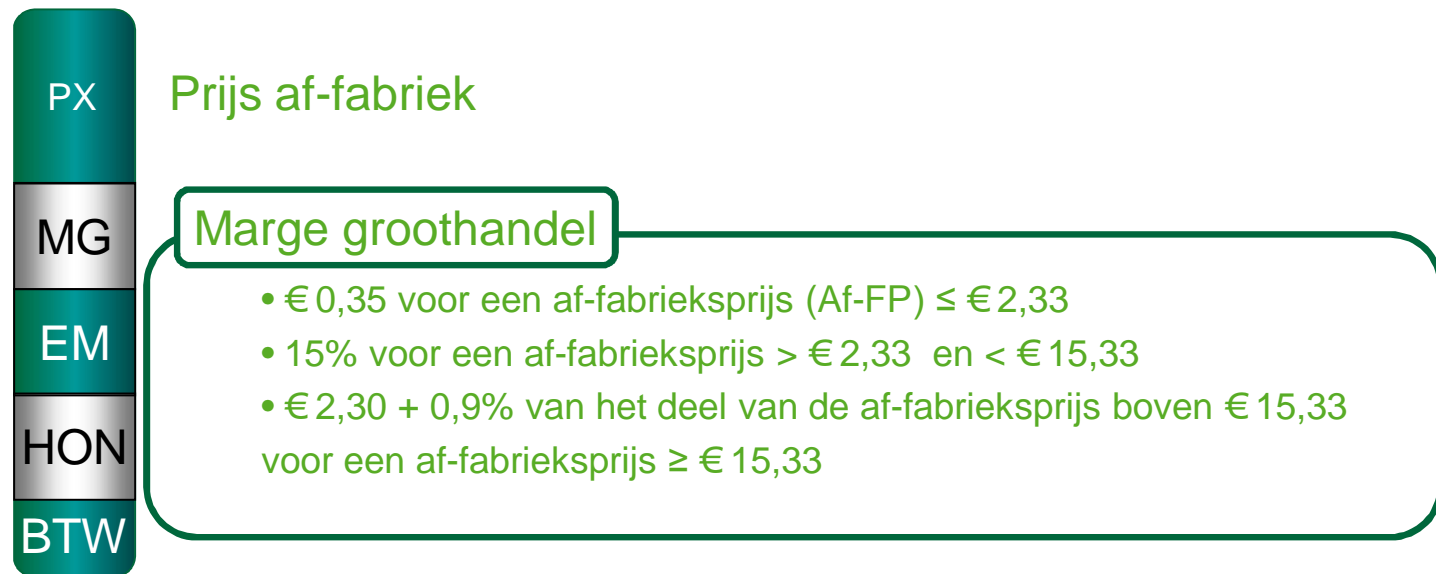 PX
Prijs af-fabriek
MG
Marge groothandel
• € 0,35 voor een af-fabrieksprijs (Af-FP) ≤ € 2,33
EM
• 15% voor een af-fabrieksprijs > € 2,33 en < € 15,33
• € 2,30 + 0,9% van het deel van de af-fabrieksprijs boven € 15,33
HON
voor een af-fabrieksprijs ≥ € 15,33
BTW